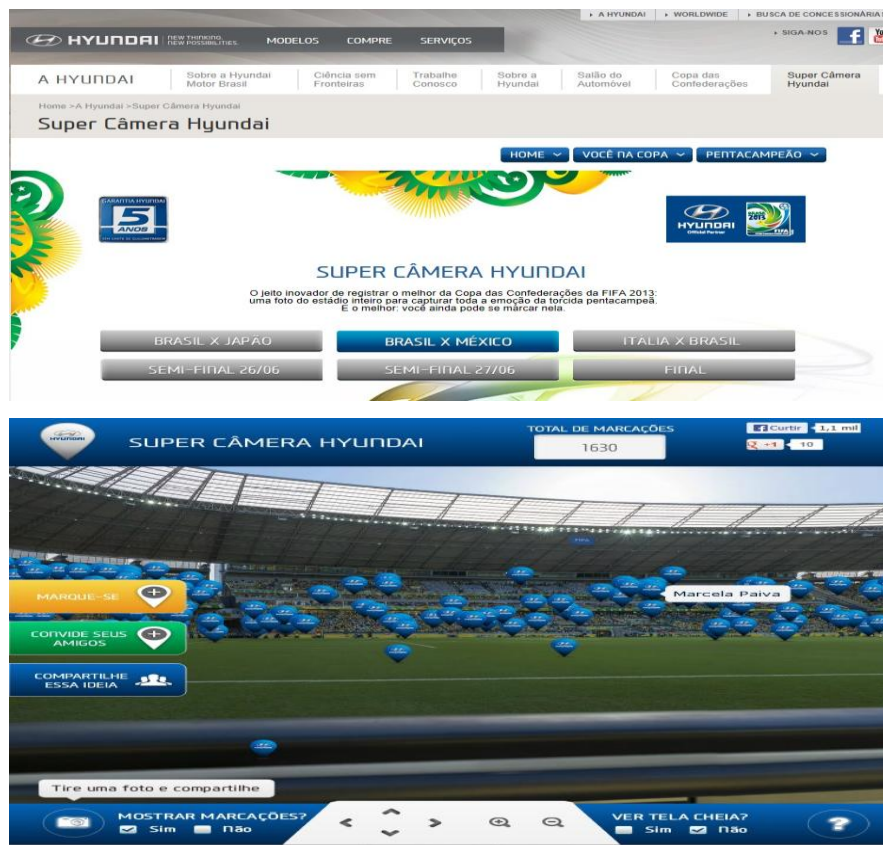 A HYUNDAI
WORLDWIDE
BUSCA DE CONCESSIONÁRIA
HYUNDAI
NEW THINKING.
NEW POSSIBILITIES.
MODELOS
COMPRE
SERVIÇOS
SIGA-NOS
A HYUNDAI
Sobre a Hyundai
Motor Brasil
Ciência sem
Fronteiras
Trabalhe
Conosco
Sobre a
Hyundai
Salão do
Automóvel
Copa das
Confederações
Super Câmera
Hyundai
Home >A Hyundai >Super Câmera Hyundai
Super Câmera Hyundai
HOME
VOCÊ NA COPA
PENTACAMPEÃO
GARANTIA HYUNDAI
5
ANOS
HYUNDAI
Official Partner
2013
FIFA
SUPER CÂMERA HYUNDAI
O jeito inovador de registrar o melhor da Copa das Confederações da FIFA 2013:
uma foto do estádio inteiro para capturar toda a emoção da torcida pentacampeã.
E o melhor: você ainda pode se marcar nela.
BRASIL X JAPÃO
BRASIL X MÉXICO
ITÁLIA X BRASIL
SEMI-FINAL 26/06
SEMI-FINAL 27/06
FINAL
HYUNDAI
SUPER CÂMERA HYUNDAI
TOTAL DE MARCAÇÕES
1630
Curtir
1,1 mil
+1
10
MARQUE-SE
Marcela Paiva
CONVIDE SEUS
AMIGOS
COMPARTILHE
ESSA IDEIA
Tire uma foto e compartilhe
MOSTRAR MARCAÇÕES?
Sim
Não
VER TELA CHEIA?
Sim
Não
?